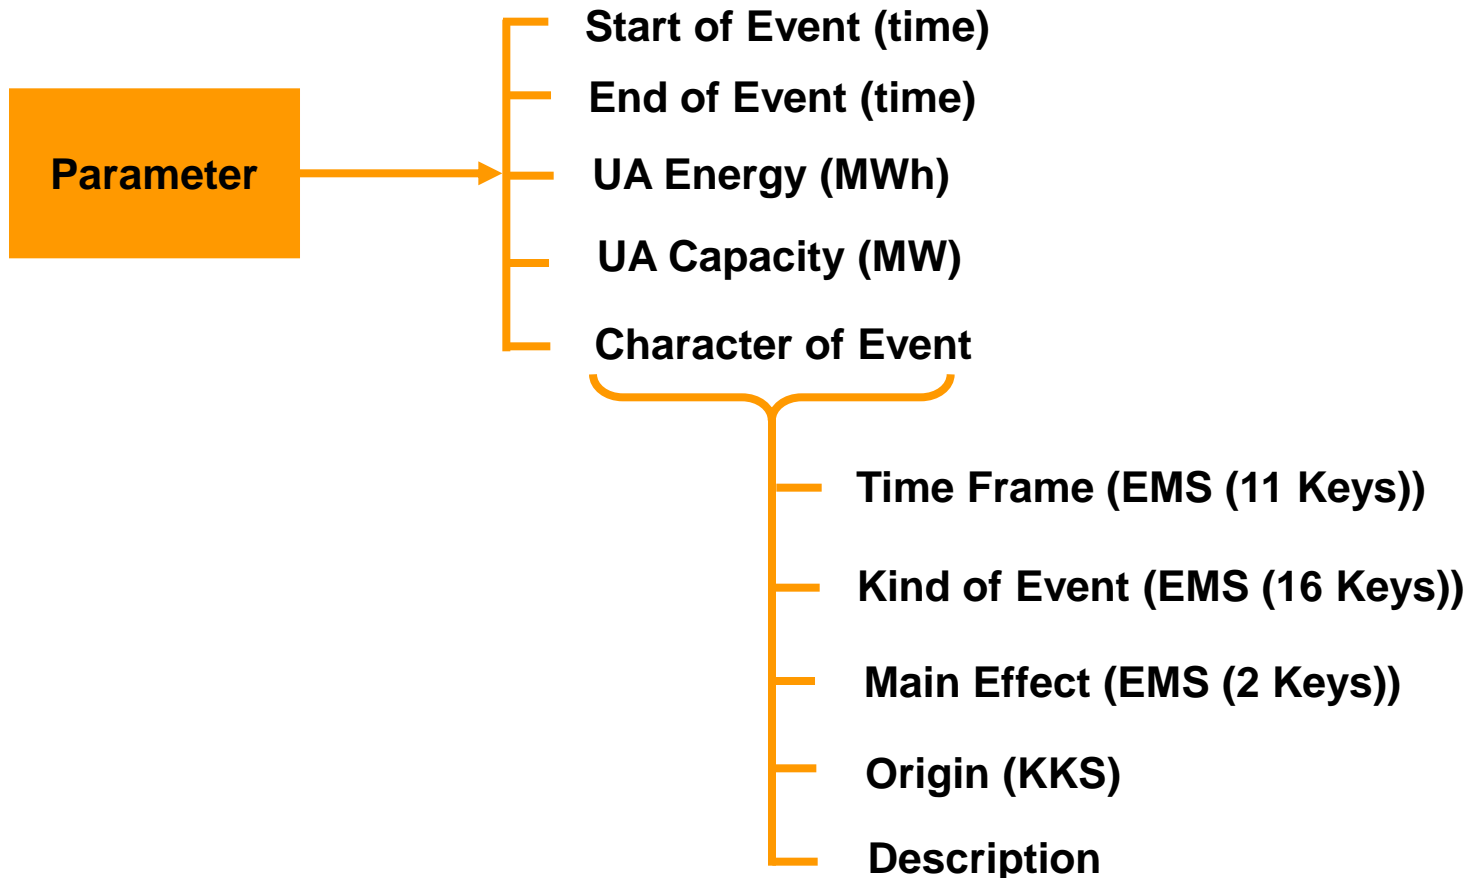 Start of Event (time)
End of Event (time)
Parameter
UA Energy (MWh)
UA Capacity (MW)
Character of Event
Time Frame (EMS (11 Keys))
Kind of Event (EMS (16 Keys))
Main Effect (EMS (2 Keys))
Origin (KKS)
Description